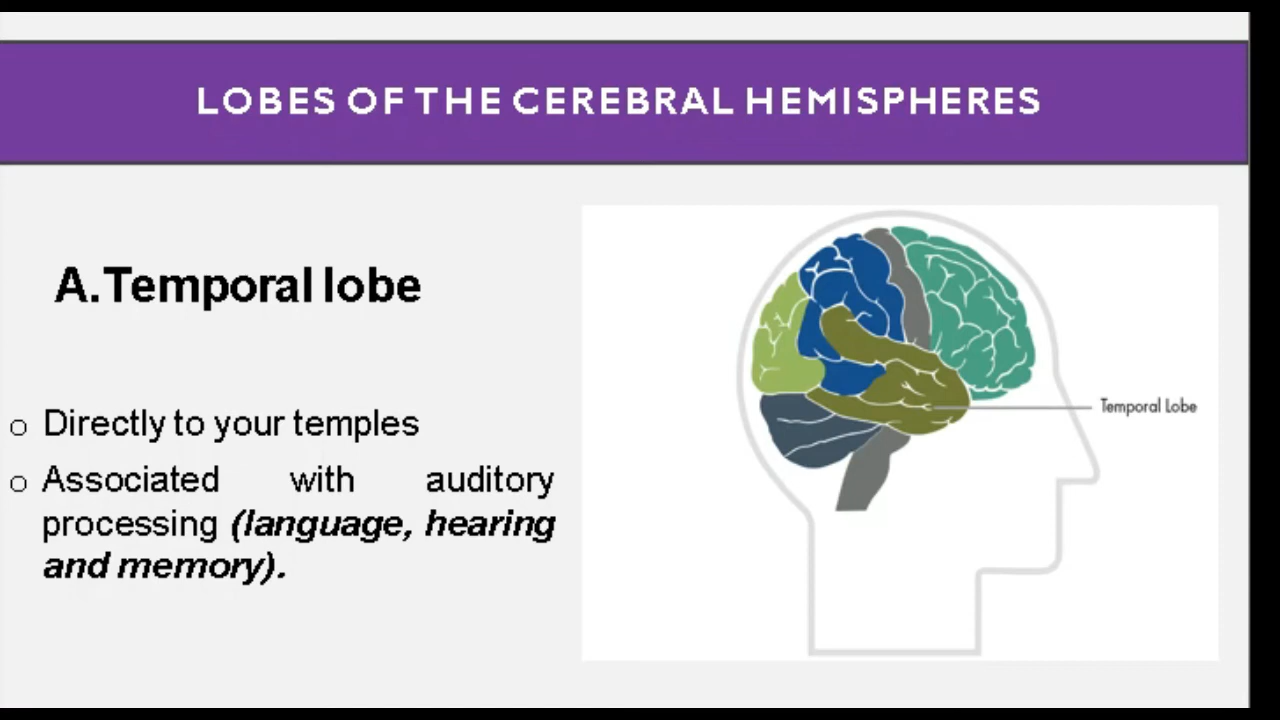 LOBES OF THE CEREBRAL HEMISPHERES
A. Temporal lobe
o Directly to your temples
o Associated with auditory
processing (language, hearing
and memory).
Temporal Lobe